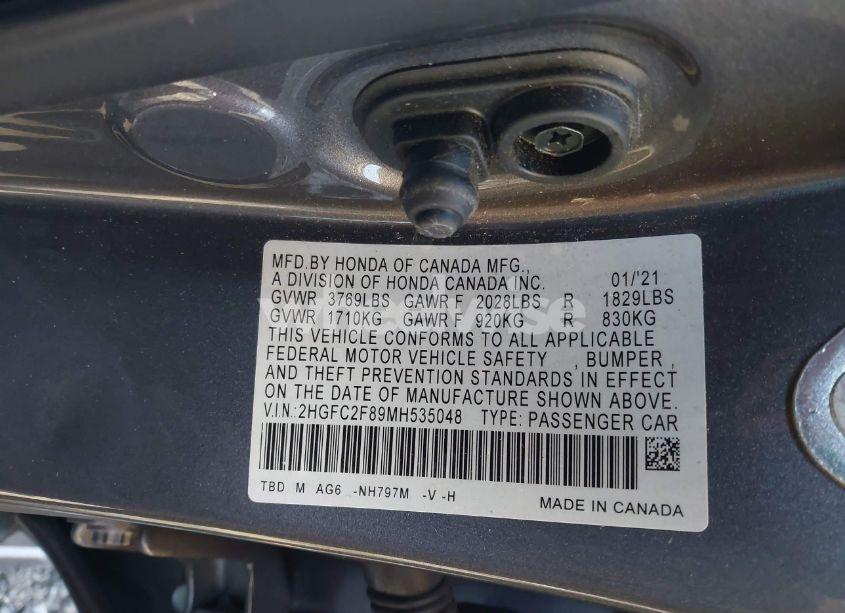 MFD.BY HONDA OF CANADA MFG.,
A DIVISION OF HONDA CANADA INC. 01/'21
GVWR 3769LBS GAWR F 2028LBS R 1829LBS
GVWR 1710KG GAWR F 920KG R 830KG
THIS VEHICLE CONFORMS TO ALL APPLICABLE
FEDERAL MOTOR VEHICLE SAFETY , BUMPER ,
AND THEFT PREVENTION STANDARDS IN EFFECT
ON THE DATE OF MANUFACTURE SHOWN ABOVE.
V.I.N.:2HGFC2F89MH535048 TYPE: PASSENGER CAR
TBD M AG6 -NH797M -V -H
MADE IN CANADA